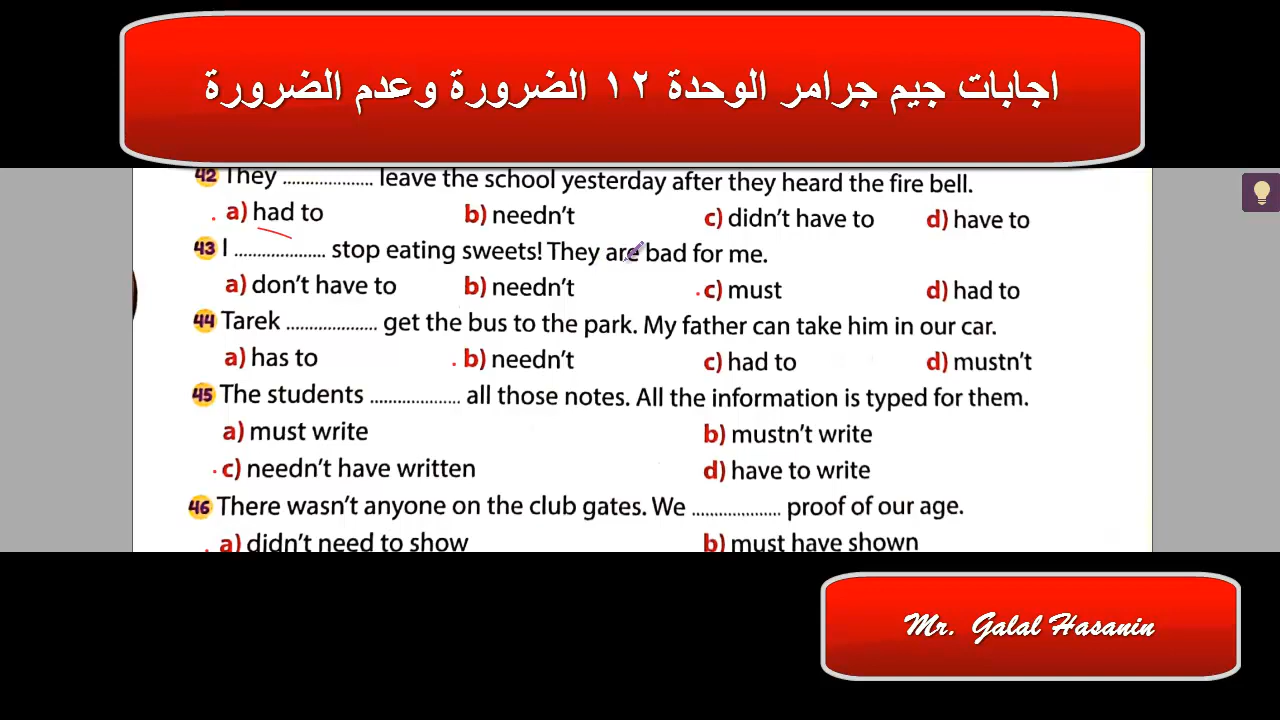 اجابات جيم جرامر الوحدة ١٢ الضرورة وعدم الضرورة
42 They .................... leave the school yesterday after they heard the fire bell.
a) had to b) needn't c) didn't have to d) have to
43 I .................... stop eating sweets! They are bad for me.
a) don't have to b) needn't c) must d) had to
44 Tarek .................... get the bus to the park. My father can take him in our car.
a) has to b) needn't c) had to d) mustn't
45 The students .................... all those notes. All the information is typed for them.
a) must write b) mustn't write
c) needn't have written d) have to write
46 There wasn't anyone on the club gates. We .................... proof of our age.
a) didn't need to show b) must have shown
Mr. Galal Hasanin